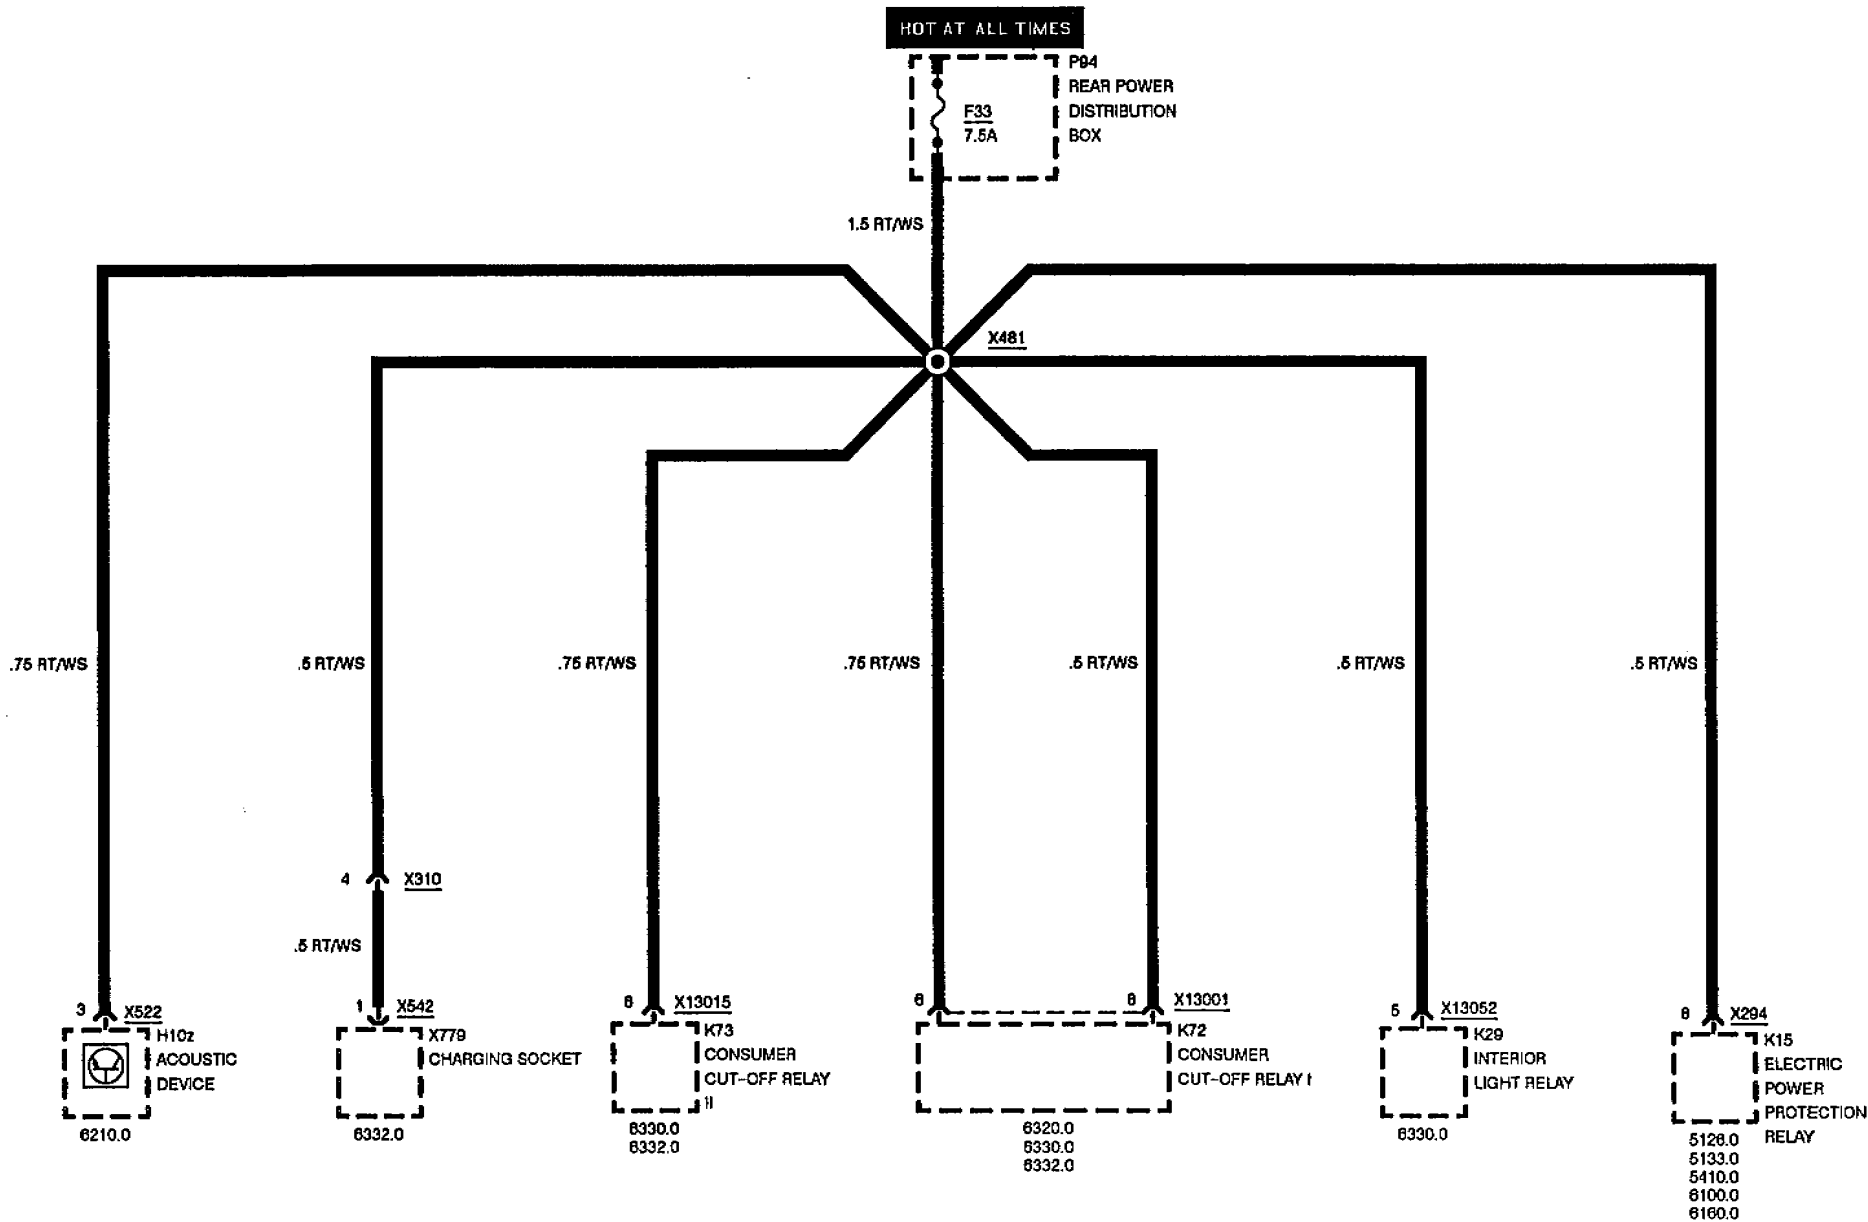 HOT AT ALL TIMES
P94
REAR POWER
DISTRIBUTION
BOX
F33
7.5A
1.5 RT/WS
X481
.75 RT/WS
.5 RT/WS
.75 RT/WS
.75 RT/WS
.5 RT/WS
.5 RT/WS
.5 RT/WS
4
X310
.5 RT/WS
3
X522
H10z
ACOUSTIC
DEVICE
6210.0
1
X542
X779
CHARGING SOCKET
6332.0
6
X13015
K73
CONSUMER
CUT-OFF RELAY
II
6330.0
6332.0
6
8
X13001
K72
CONSUMER
CUT-OFF RELAY I
6320.0
6330.0
6332.0
5
X13052
K29
INTERIOR
LIGHT RELAY
6330.0
8
X294
K15
ELECTRIC
POWER
PROTECTION
RELAY
5126.0
5133.0
5410.0
6100.0
6160.0